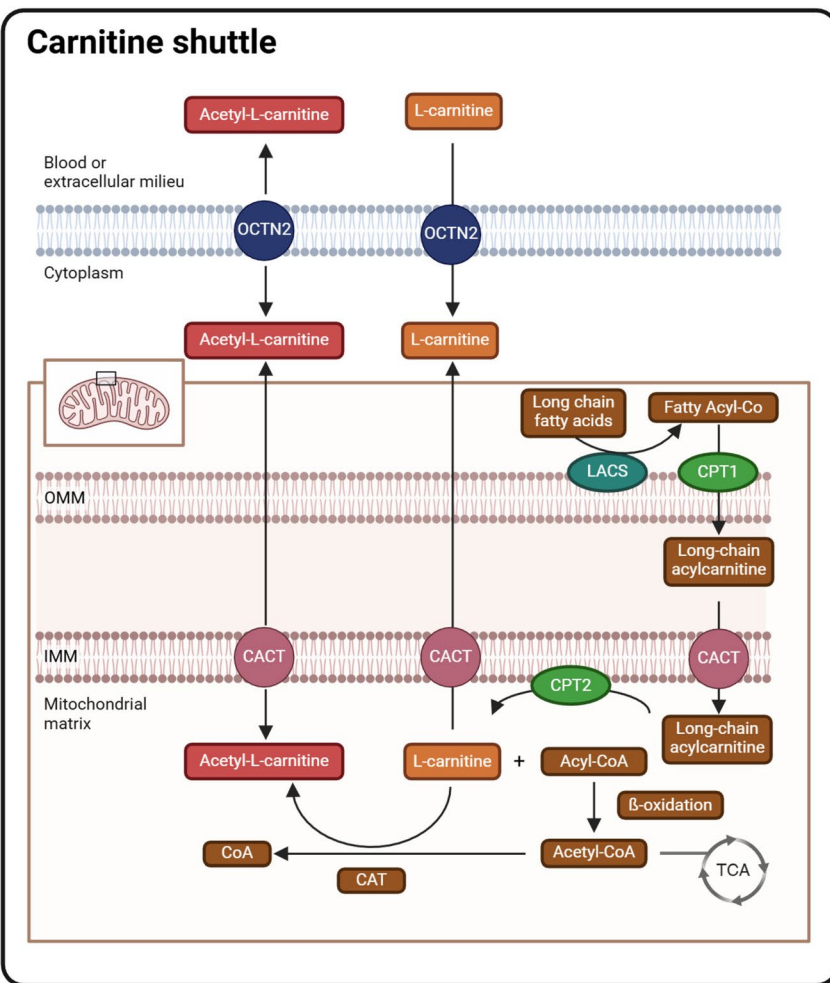 Carnitine shuttle
Acetyl-L-carnitine
L-carnitine
Blood or
extracellular milieu
OCTN2
OCTN2
Cytoplasm
Acetyl-L-carnitine
L-carnitine
Long chain
fatty acids
Fatty Acyl-Co
LACS
CPT1
OMM
Long-chain
acylcarnitine
IMM
CACT
CACT
CACT
CPT2
Mitochondrial
matrix
Long-chain
acylcarnitine
Acetyl-L-carnitine
L-carnitine
+
Acyl-CoA
ß-oxidation
CoA
Acetyl-CoA
TCA
CAT